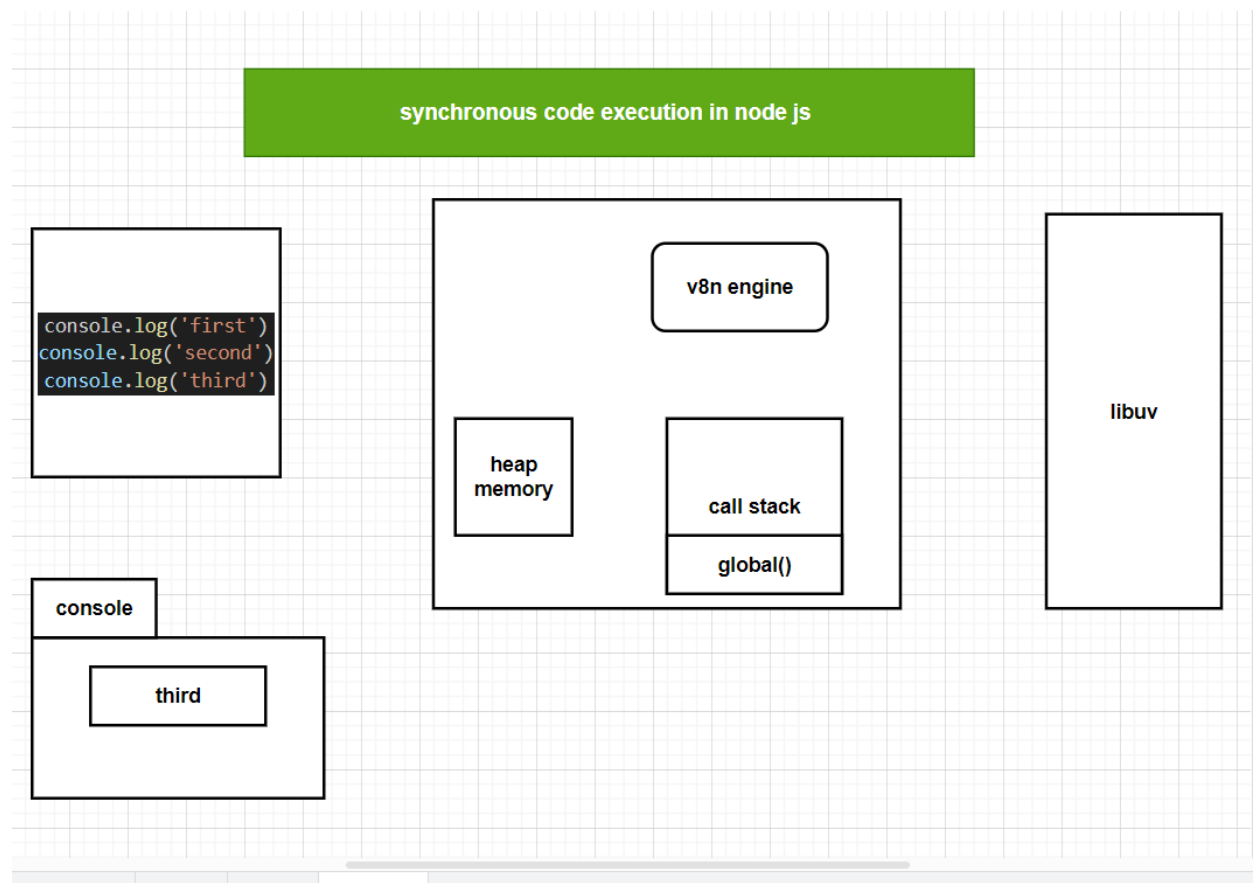 synchronous code execution in node js
console.log('first')
console.log('second')
console.log('third')
v8n engine
heap
memory
call stack
global()
libuv
console
third